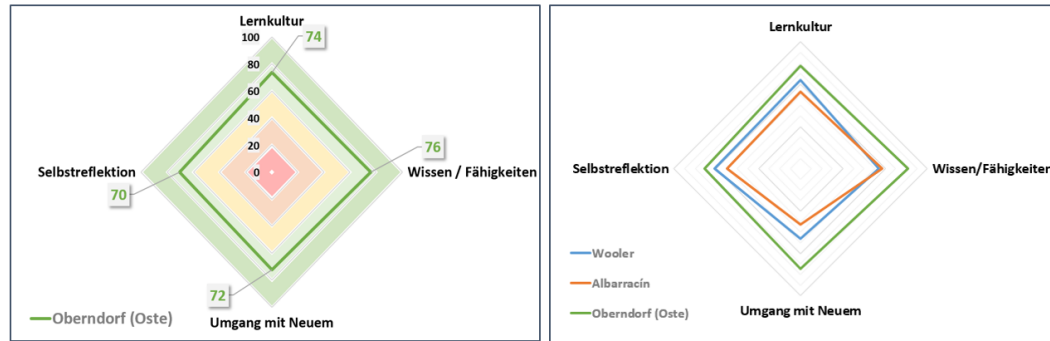 Lernkultur
100
74
80
60
40
20
0
76
Selbstreflektion
Wissen / Fähigkeiten
70
72
Umgang mit Neuem
Oberndorf (Oste)
Lernkultur
Selbstreflektion
Wissen/Fähigkeiten
Wooler
Albarracín
Oberndorf (Oste)
Umgang mit Neuem